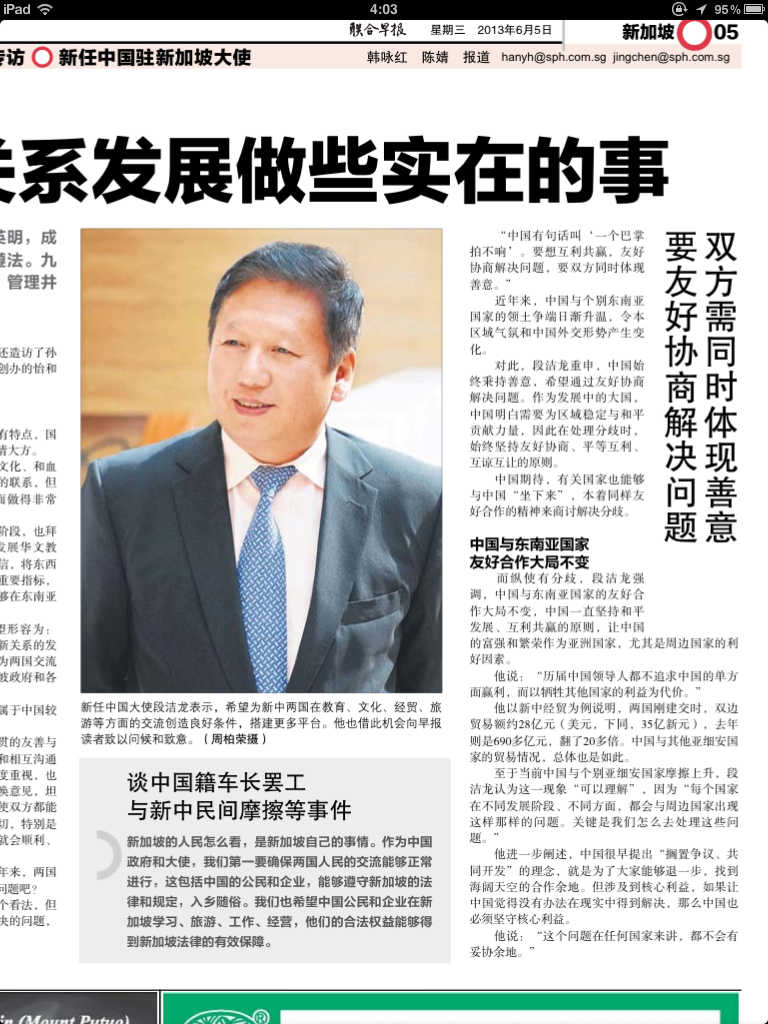 iPad 4:03 95%
联合早报 星期三 2013年6月5日 新加坡 05
专访 新任中国驻新加坡大使 韩咏红 陈婧 报道 hanyh@sph.com.sg jingchen@sph.com.sg
关系发展做些实在的事
英明，成
遵法。九
管理井
还造访了孙
创办的怡和
有特点，国
情大方。
文化、和血
的联系，但
面做得非常
阶段，也拜
发展华文教
信，将东西
重要指标，
够在东南亚
望形容为：
新关系的发
为两国交流
坡政府和各
属于中国较
贯的友善与
和相互沟通
度重视，也
换意见，坦
使双方都能
切，特别是
就会顺利、
年来，两国
问题吧？
个看法，但
决的问题，
新任中国大使段洁龙表示，希望为新中两国在教育、文化、经贸、旅
游等方面的交流创造良好条件，搭建更多平台。他也借此机会向早报
读者致以问候和致意。（周柏荣摄）
谈中国籍车长罢工
与新中民间摩擦等事件
新加坡的人民怎么看，是新加坡自己的事情。作为中国
政府和大使，我们第一要确保两国人民的交流能够正常
进行，这包括中国的公民和企业，能够遵守新加坡的法
律和规定，入乡随俗。我们也希望中国公民和企业在新
加坡学习、旅游、工作、经营，他们的合法权益能够得
到新加坡法律的有效保障。
双方需同时体现善意
要友好协商解决问题
“中国有句话叫‘一个巴掌
拍不响’。要想互利共赢，友好
协商解决问题，要双方同时体现
善意。”
近年来，中国与个别东南亚
国家的领土争端日渐升温，令本
区域气氛和中国外交形势产生变
化。
对此，段洁龙重申，中国始
终秉持善意，希望通过友好协商
解决问题。作为发展中的大国，
中国明白需要为区域稳定与和平
贡献力量，因此在处理分歧时，
始终坚持友好协商、平等互利、
互谅互让的原则。
中国期待，有关国家也能够
与中国“坐下来”，本着同样友
好合作的精神来商讨解决分歧。
中国与东南亚国家
友好合作大局不变
而纵使有分歧，段洁龙强
调，中国与东南亚国家的友好合
作大局不变，中国一直坚持和平
发展、互利共赢的原则，让中国
的富强和繁荣作为亚洲国家，尤其是周边国家的利
好因素。
他说：“历届中国领导人都不追求中国的单方
面赢利，而以牺牲其他国家的利益为代价。”
他以新中经贸为例说明，两国刚建交时，双边
贸易额约28亿元（美元，下同，35亿新元），去年
则是690多亿元，翻了20多倍。中国与其他亚细安国
家的贸易情况，总体也是如此。
至于当前中国与个别亚细安国家摩擦上升，段
洁龙认为这一现象“可以理解”，因为“每个国家
在不同发展阶段、不同方面，都会与周边国家出现
这样那样的问题。关键是我们怎么去处理这些问
题。”
他进一步阐述，中国很早提出“搁置争议、共
同开发”的理念，就是为了大家能够退一步，找到
海阔天空的合作余地。但涉及到核心利益，如果让
中国觉得没有办法在现实中得到解决，那么中国也
必须坚守核心利益。
他说：“这个问题在任何国家来讲，都不会有
妥协余地。”
in (Mount Putuo)